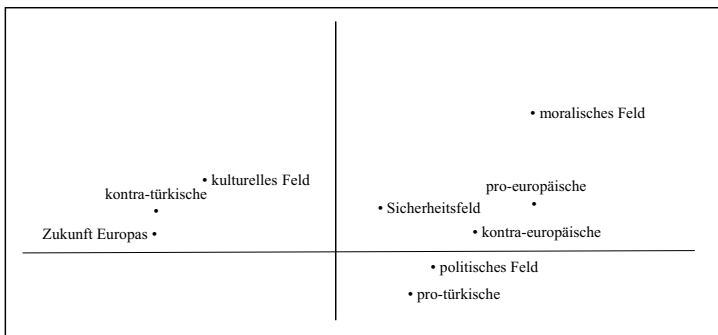 • moralisches Feld
• kulturelles Feld
kontra-türkische
•
pro-europäische
•
• Sicherheitsfeld
Zukunft Europas •
• kontra-europäische
• politisches Feld
• pro-türkische